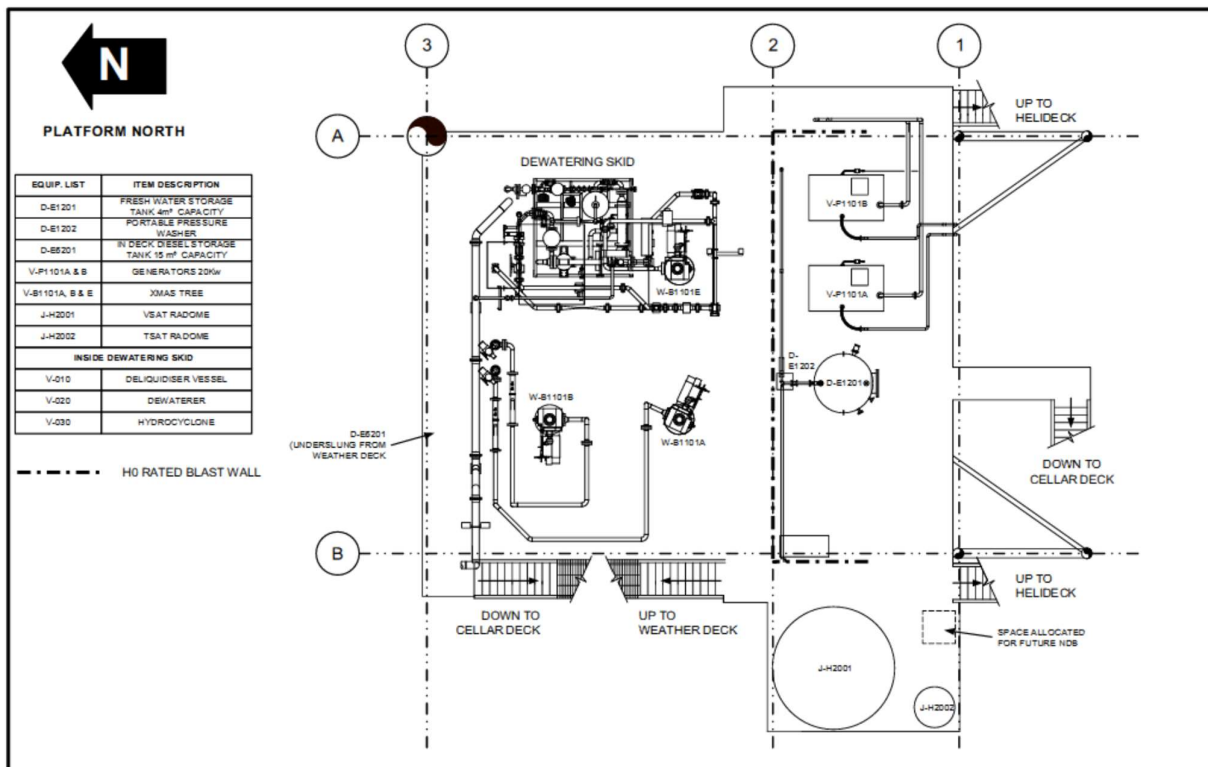 N
PLATFORM NORTH
EQUIP. LIST
ITEM DESCRIPTION
D-E1201
FRESH WATER STORAGE
TANK 4m³ CAPACITY
D-E1202
PORTABLE PRESSURE
WASHER
D-E5201
IN DECK DIESEL STORAGE
TANK 15 m³ CAPACITY
V-P1101A & B
GENERATORS 20Kw
V-B1101A, B & E
XMAS TREE
J-H2001
VSAT RADOME
J-H2002
TSAT RADOME
INSIDE DEWATERING SKID
V-010
DELIQUIDISER VESSEL
V-020
DEWATERER
V-030
HYDROCYCLONE
H0 RATED BLAST WALL
3
2
1
A
B
UP TO
HELIDECK
DEWATERING SKID
V-P1101B
V-P1101A
W-B1101E
D-
E1202
D-E1201
W-B1101B
W-B1101A
D-E5201
(UNDERSLUNG FROM
WEATHER DECK
DOWN TO
CELLAR DECK
DOWN TO
CELLAR DECK
UP TO
WEATHER DECK
UP TO
HELIDECK
SPACE ALLOCATED
FOR FUTURE NDB
J-H2001
J-H2002